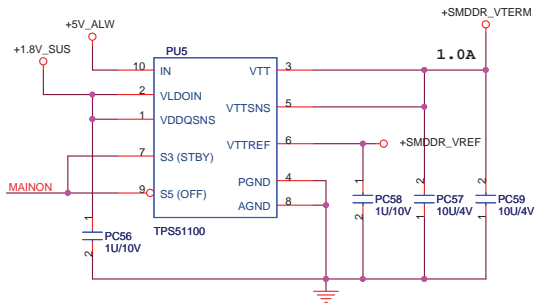 +SMDDR_VTERM
+5V_ALW
+1.8V_SUS
PU5
1.0A
10 IN VTT 3
2 VLDOIN
1 VDDQSNS VTTSNS 5
7 S3 (STBY) VTTREF 6 +SMDDR_VREF
MAINON
9 S5 (OFF) PGND 4
AGND 8
TPS51100
1 PC56 2
1U/10V
1 PC58 2
1U/10V
2 PC57 1
10U/4V
2 PC59 1
10U/4V